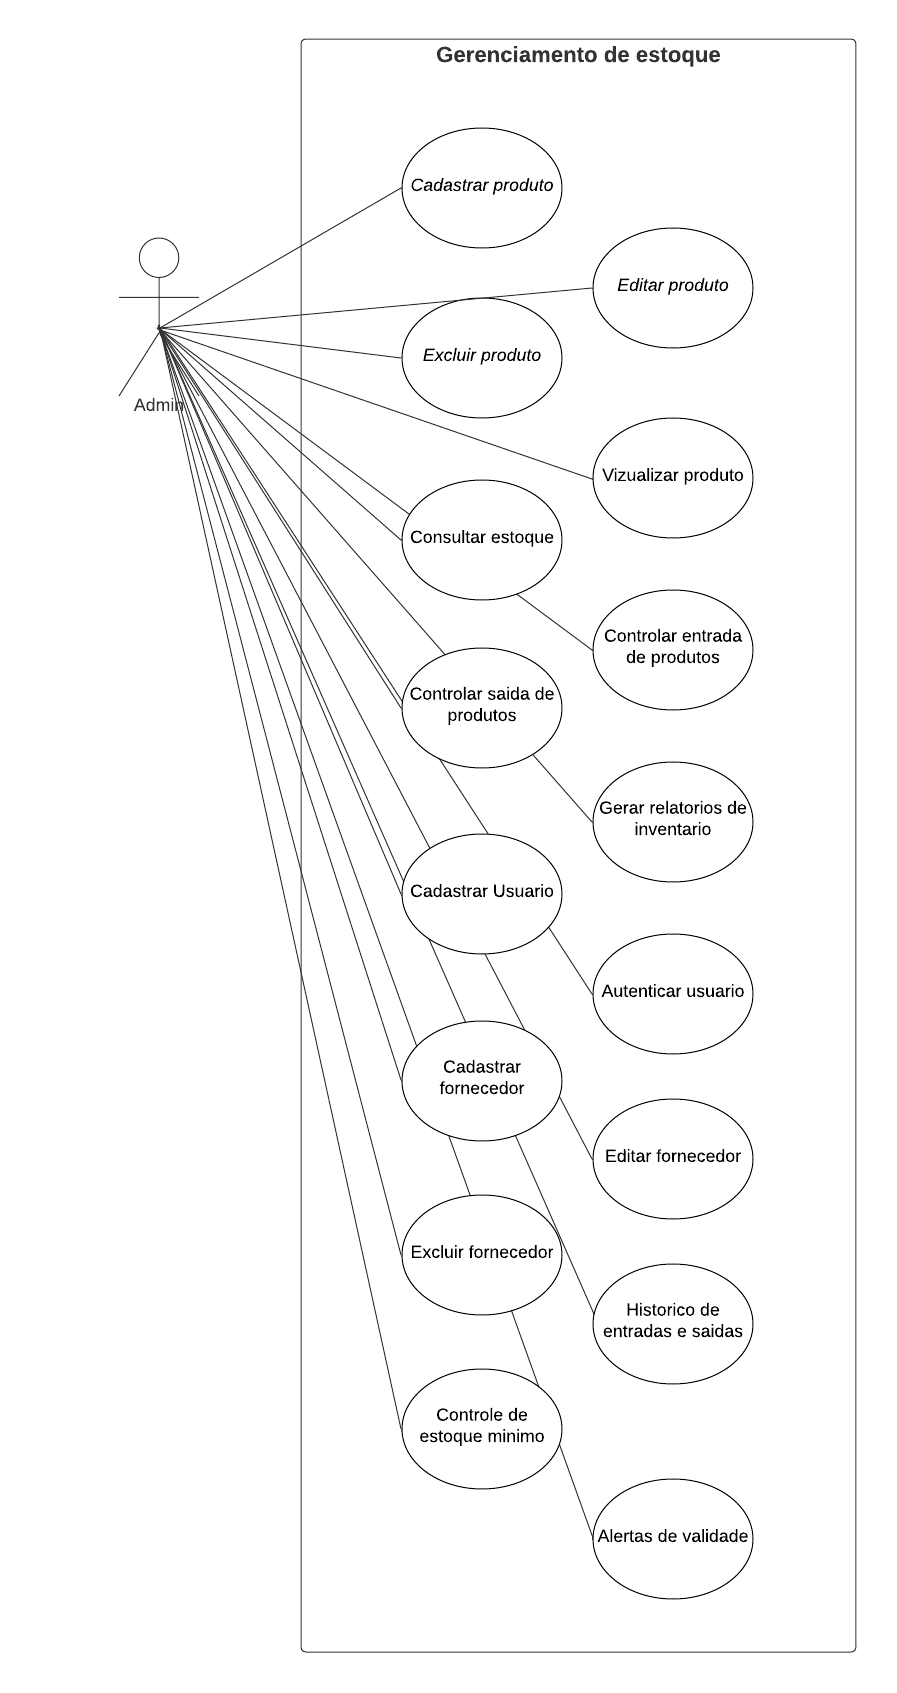 Gerenciamento de estoque
Cadastrar produto
Editar produto
Excluir produto
Admin
Vizualizar produto
Consultar estoque
Controlar entrada
de produtos
Controlar saida de
produtos
Gerar relatorios de
inventario
Cadastrar Usuario
Autenticar usuario
Cadastrar
fornecedor
Editar fornecedor
Excluir fornecedor
Historico de
entradas e saidas
Controle de
estoque minimo
Alertas de validade